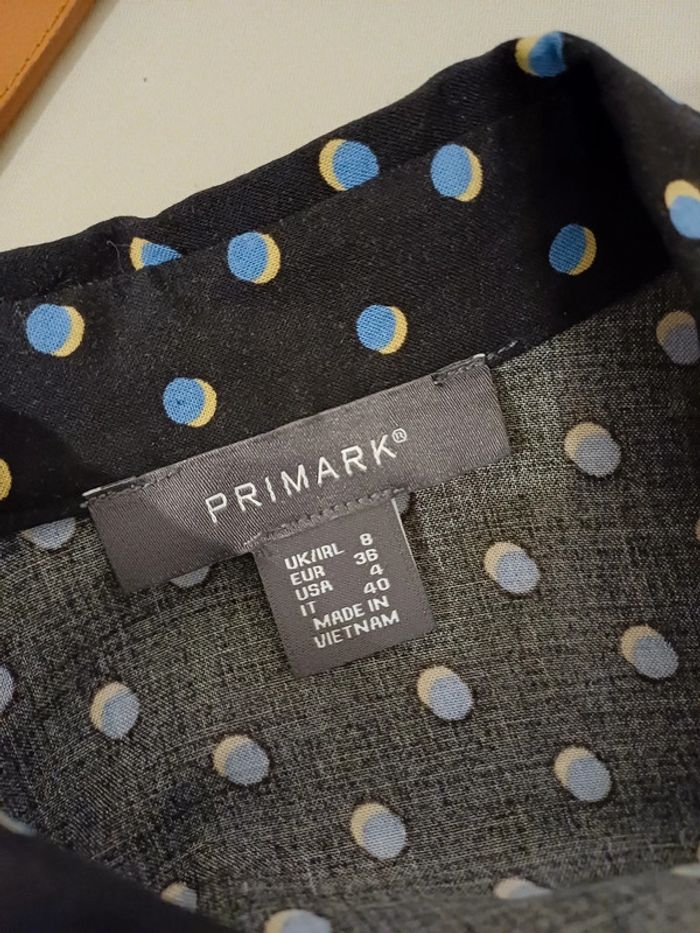 PRIMARK®
UK/IRL 8
EUR 36
USA 4
IT 40
MADE IN
VIETNAM